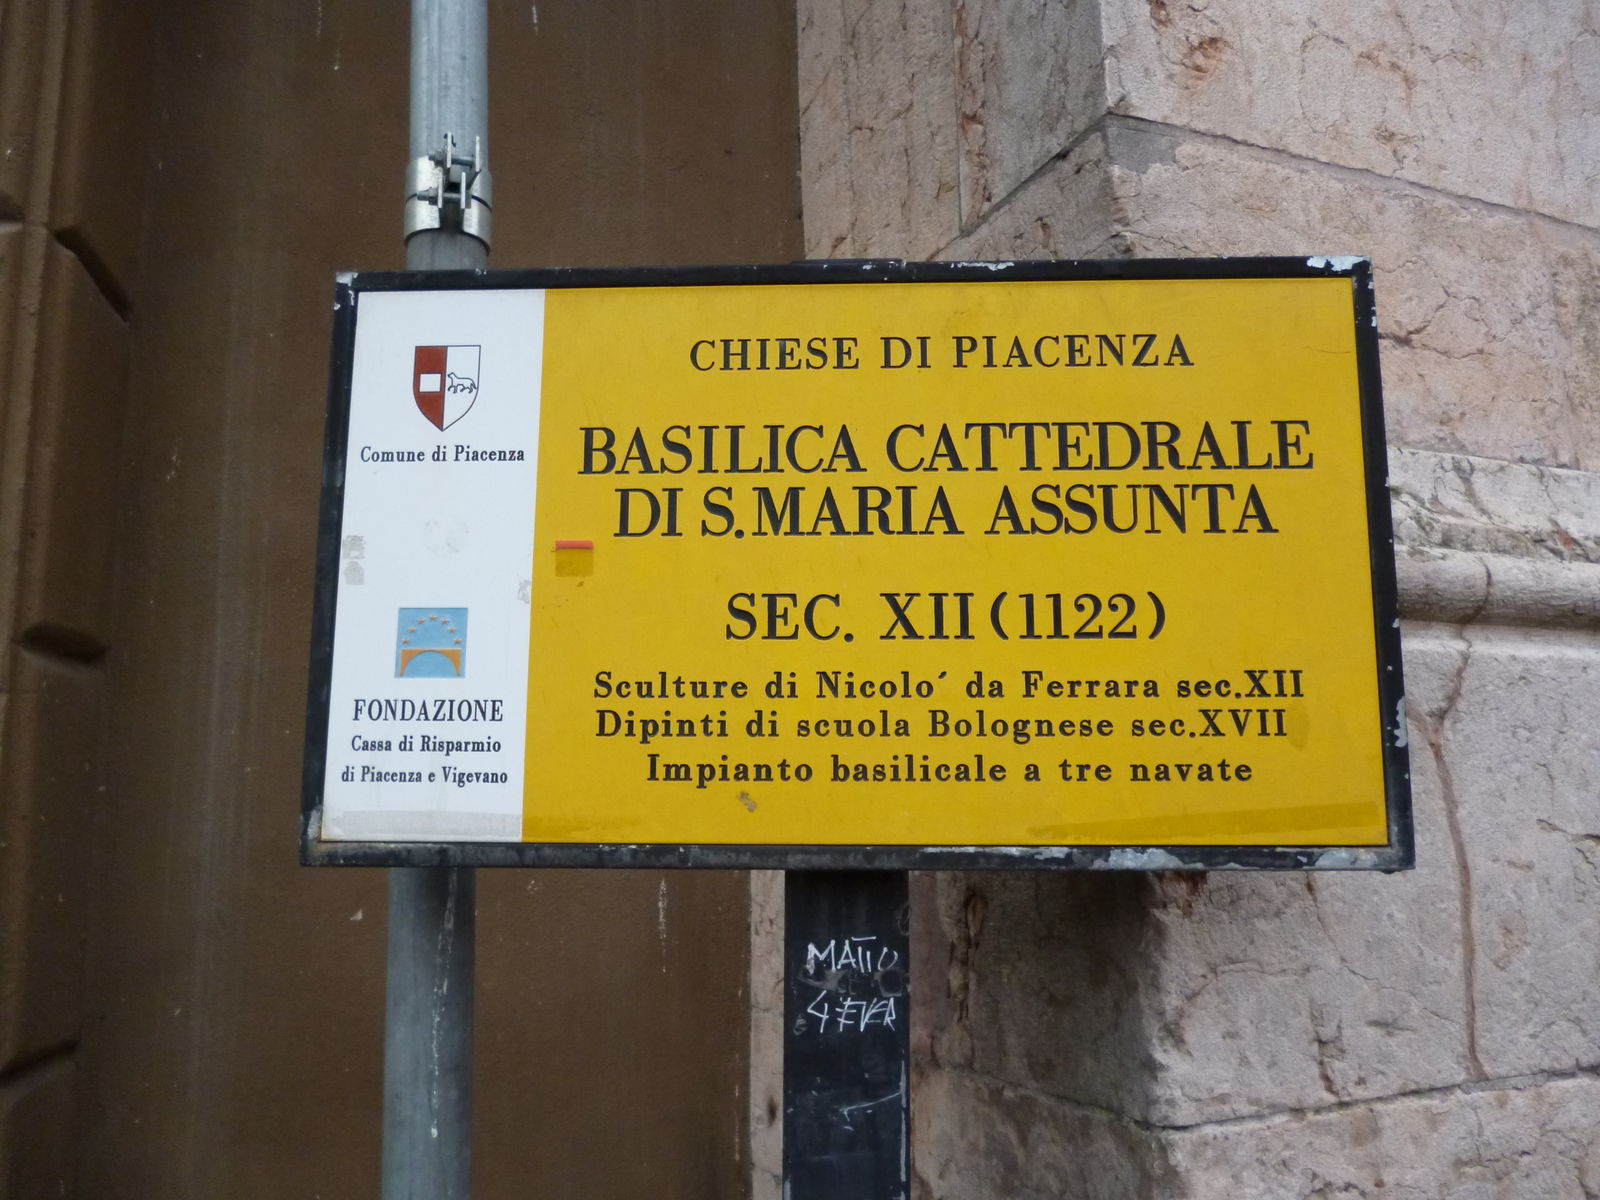 Comune di Piacenza
FONDAZIONE
Cassa di Risparmio
di Piacenza e Vigevano
CHIESE DI PIACENZA
BASILICA CATTEDRALE
DI S.MARIA ASSUNTA
SEC. XII (1122)
Sculture di Nicolo´ da Ferrara sec.XII
Dipinti di scuola Bolognese sec.XVII
Impianto basilicale a tre navate
MATTO
4 EVER